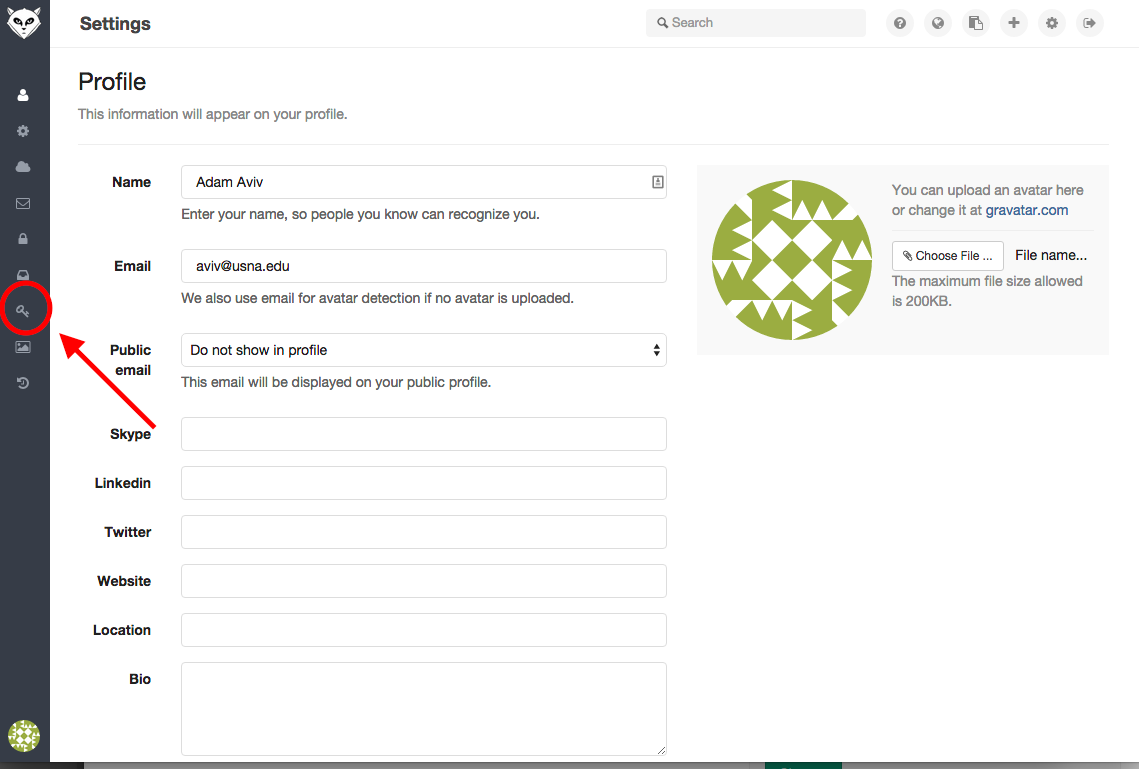 Settings
Search
Profile
This information will appear on your profile.
Name
Adam Aviv
Enter your name, so people you know can recognize you.
Email
aviv@usna.edu
We also use email for avatar detection if no avatar is uploaded.
Public
email
Do not show in profile
This email will be displayed on your public profile.
Skype
Linkedin
Twitter
Website
Location
Bio
You can upload an avatar here
or change it at gravatar.com
Choose File ... File name...
The maximum file size allowed
is 200KB.